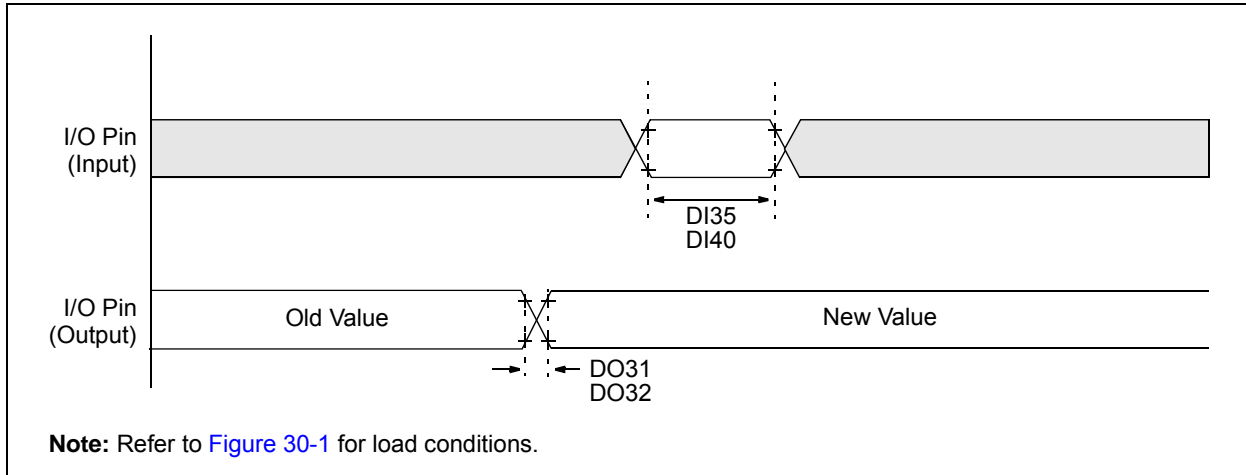 I/O Pin
(Input)
DI35
DI40
I/O Pin
(Output)
Old Value
New Value
DO31
DO32
Note: Refer to Figure 30-1 for load conditions.